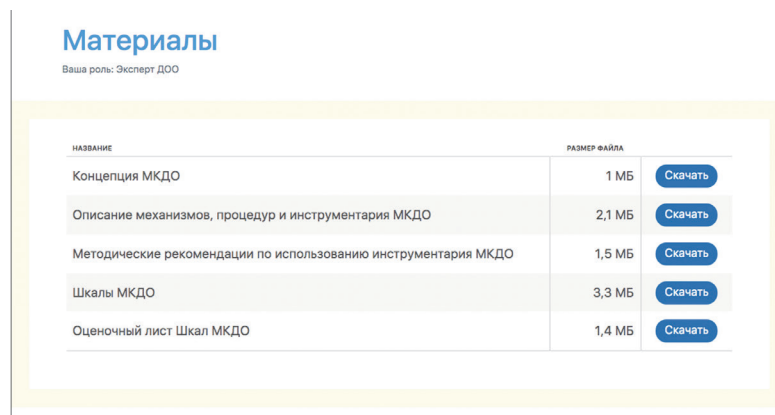 Материалы
Ваша роль: Эксперт ДОО
НАЗВАНИЕ РАЗМЕР ФАЙЛА
Концепция МКДО 1 МБ Скачать
Описание механизмов, процедур и инструментария МКДО 2,1 МБ Скачать
Методические рекомендации по использованию инструментария МКДО 1,5 МБ Скачать
Шкалы МКДО 3,3 МБ Скачать
Оценочный лист Шкал МКДО 1,4 МБ Скачать